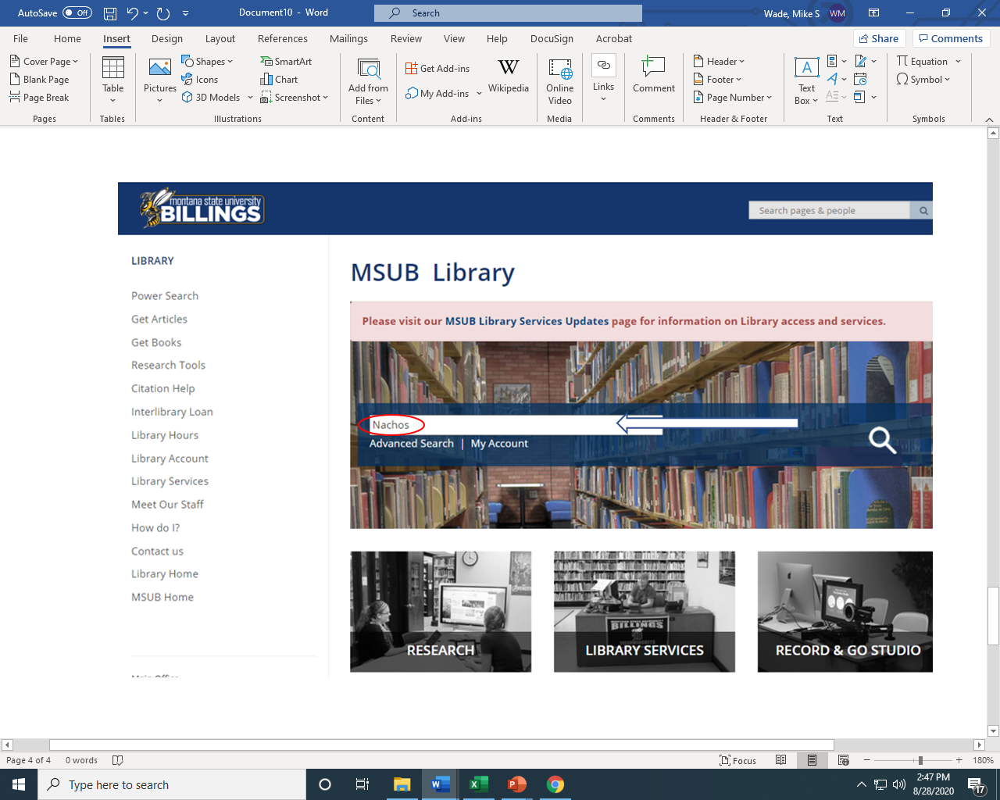 AutoSave Off Document10 - Word Search Wade, Mike S WM
File Home Insert Design Layout References Mailings Review View Help DocuSign Acrobat Share Comments
Cover Page
Blank Page
Page Break
Pages
Table
Tables
Pictures
Shapes
Icons
3D Models
SmartArt
Chart
Screenshot
Illustrations
Add from
Files
Content
Get Add-ins
My Add-ins
Wikipedia
Add-ins
Online
Video
Media
Links
Comment
Comments
Header
Footer
Page Number
Header & Footer
Text
Box
Text
Equation
Symbol
Symbols
montana state university
BILLINGS
Search pages & people
LIBRARY
Power Search
Get Articles
Get Books
Research Tools
Citation Help
Interlibrary Loan
Library Hours
Library Account
Library Services
Meet Our Staff
How do I?
Contact us
Library Home
MSUB Home
Main Office
MSUB Library
Please visit our MSUB Library Services Updates page for information on Library access and services.
Nachos
Advanced Search | My Account
RESEARCH
BILLINGS
LIBRARY SERVICES
RECORD & GO STUDIO
Page 4 of 4 0 words Focus 180%
Type here to search
2:47 PM
8/28/2020
17